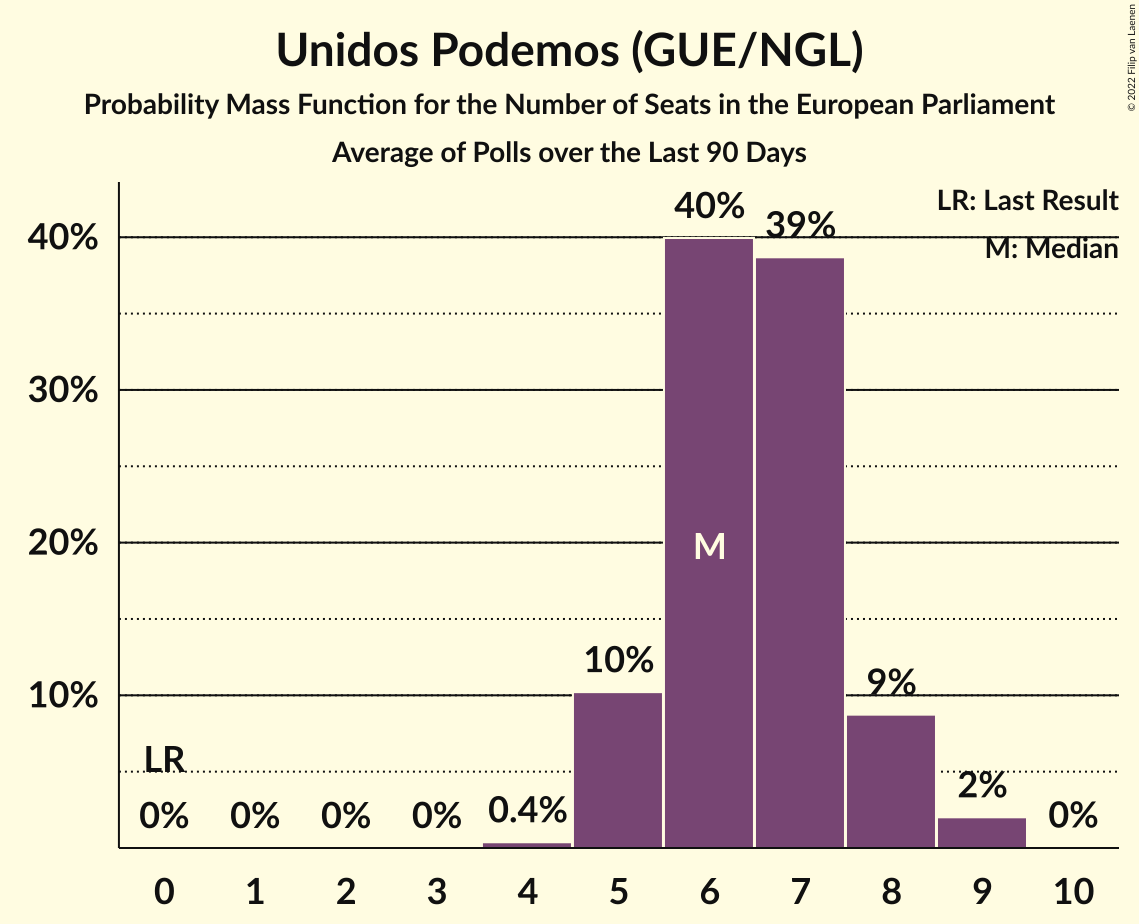 Unidos Podemos (GUE/NGL)
Probability Mass Function for the Number of Seats in the European Parliament
Average of Polls over the Last 90 Days
© 2022 Filip van Laenen
LR: Last Result
M: Median
40%
30%
20%
10%
LR
0%
0%
0%
0%
0.4%
10%
40%
M
39%
9%
2%
0%
0 1 2 3 4 5 6 7 8 9 10